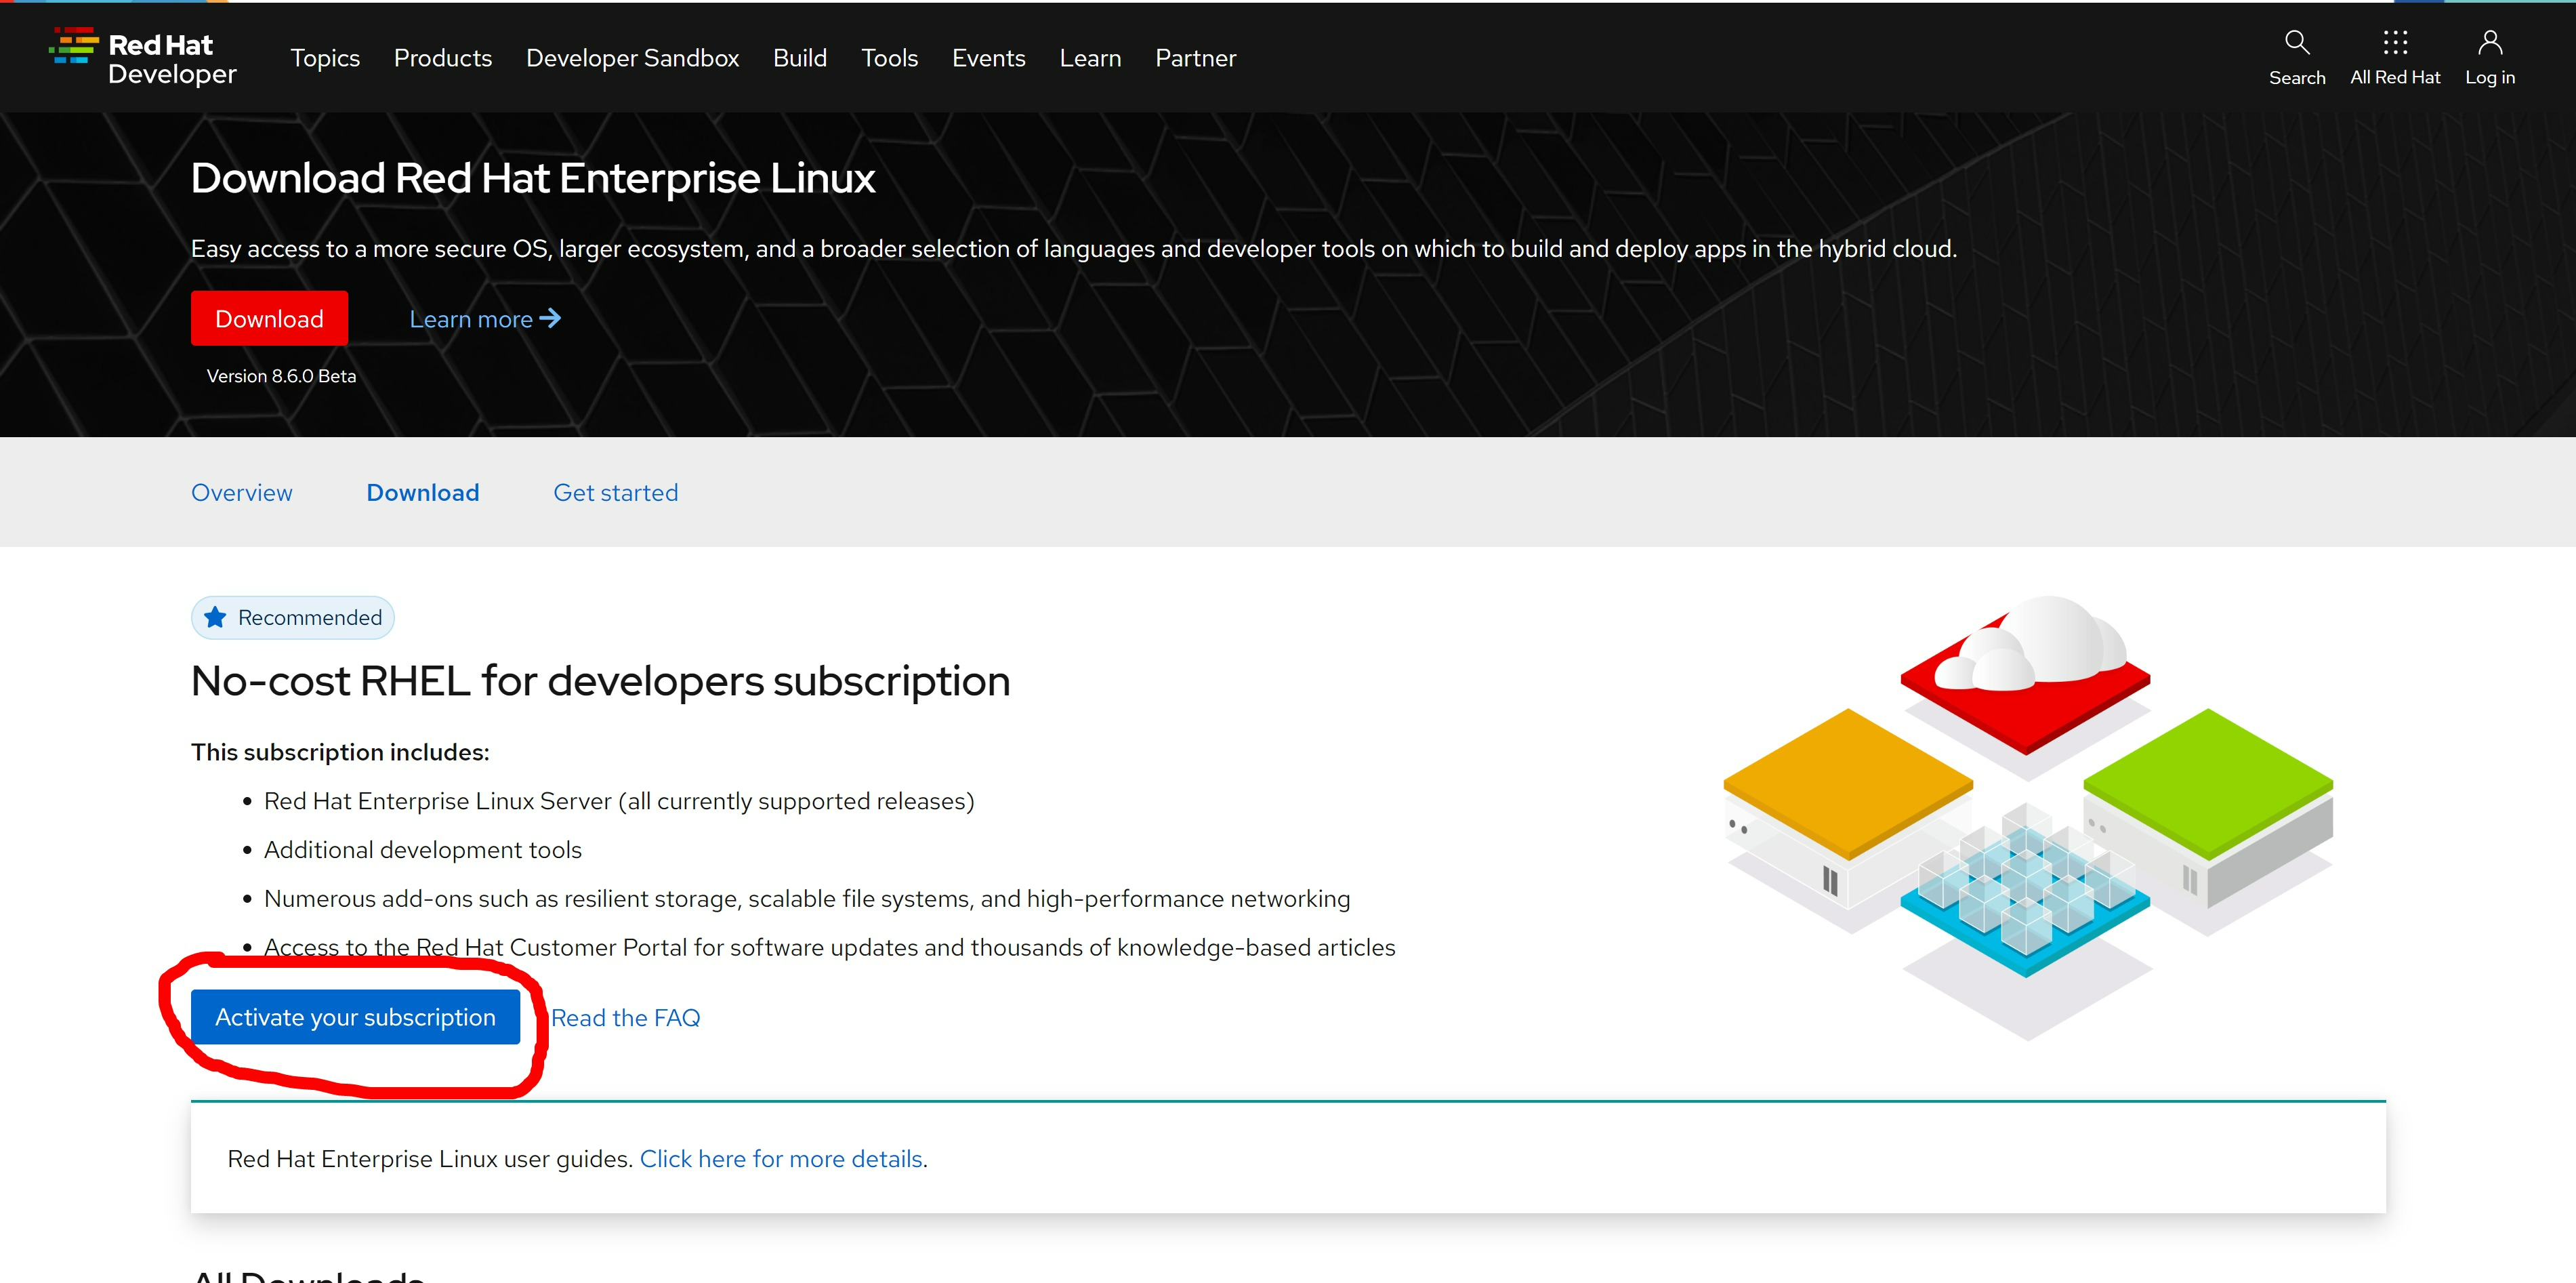 Red Hat
Developer
Topics Products Developer Sandbox Build Tools Events Learn Partner
Search All Red Hat Log in
Download Red Hat Enterprise Linux
Easy access to a more secure OS, larger ecosystem, and a broader selection of languages and developer tools on which to build and deploy apps in the hybrid cloud.
Download Learn more
Version 8.6.0 Beta
Overview Download Get started
Recommended
No-cost RHEL for developers subscription
This subscription includes:
Red Hat Enterprise Linux Server (all currently supported releases)
Additional development tools
Numerous add-ons such as resilient storage, scalable file systems, and high-performance networking
Access to the Red Hat Customer Portal for software updates and thousands of knowledge-based articles
Activate your subscription Read the FAQ
Red Hat Enterprise Linux user guides. Click here for more details.
All Downloads